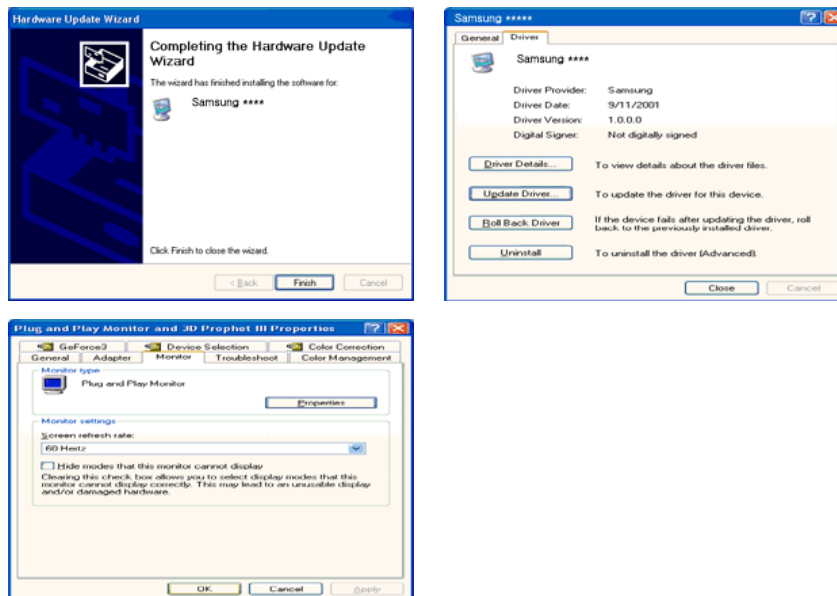 Hardware Update Wizard
Completing the Hardware Update
Wizard
The wizard has finished installing the software for:
Samsung ****
Click Finish to close the wizard.
< Back
Finish
Cancel
Samsung *****
General
Driver
Samsung ****
Driver Provider: Samsung
Driver Date: 9/11/2001
Driver Version: 1.0.0.0
Digital Signer: Not digitally signed
Driver Details...
To view details about the driver files.
Update Driver...
To update the driver for this device.
Roll Back Driver
If the device fails after updating the driver, roll
back to the previously installed driver.
Uninstall
To uninstall the driver (Advanced).
Close
Cancel
Plug and Play Monitor and 3D Prophet III Properties
GeForce3
Device Selection
Color Correction
General
Adapter
Monitor
Troubleshoot
Color Management
Monitor type
Plug and Play Monitor
Properties
Monitor settings
Screen refresh rate:
60 Hertz
Hide modes that this monitor cannot display
Clearing this check box allows you to select display modes that this
monitor cannot display correctly. This may lead to an unusable display
and/or damaged hardware.
OK
Cancel
Apply